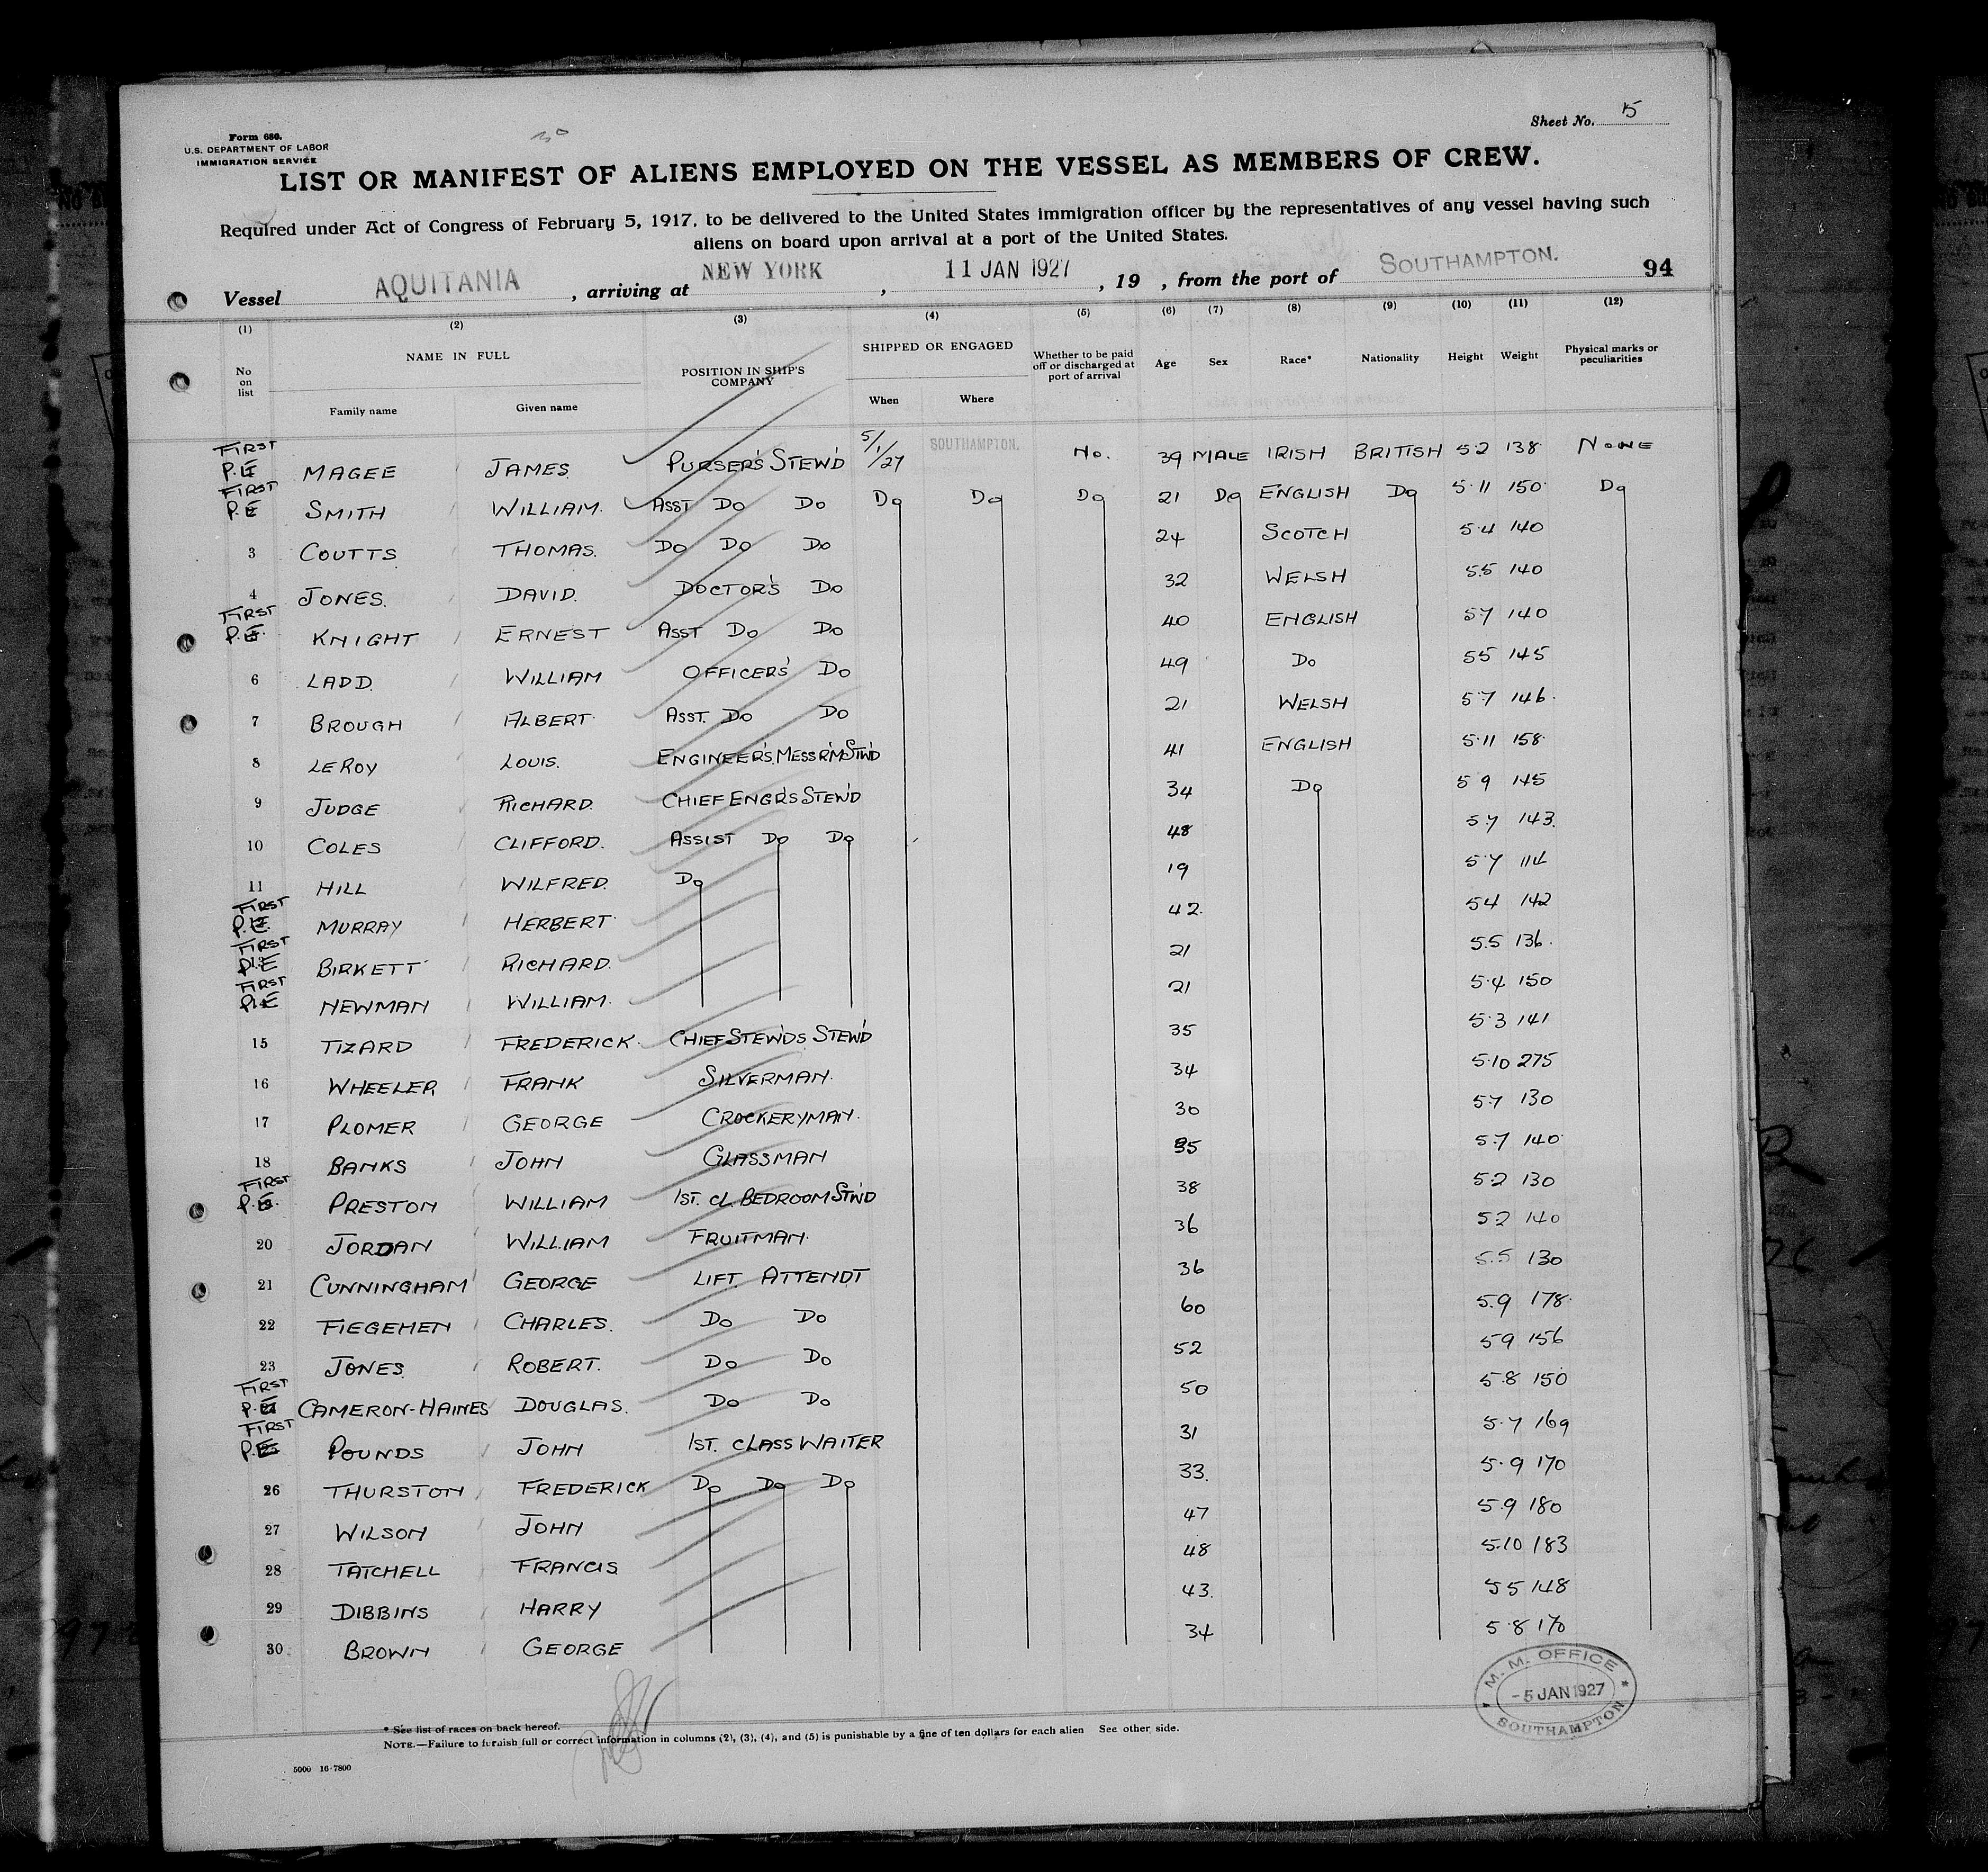 Form 680.
U.S. DEPARTMENT OF LABOR
IMMIGRATION SERVICE
Sheet No. 15
LIST OR MANIFEST OF ALIENS EMPLOYED ON THE VESSEL AS MEMBERS OF CREW.
Required under Act of Congress of February 5, 1917, to be delivered to the United States immigration officer by the representatives of any vessel having such
aliens on board upon arrival at a port of the United States.
Vessel AQUITANIA, arriving at NEW YORK, 11 JAN 1927, 19 , from the port of SOUTHAMPTON. 94
(1) (2) (3) (4) (5) (6) (7) (8) (9) (10) (11) (12)
No on list NAME IN FULL Family name Given name POSITION IN SHIP'S COMPANY SHIPPED OR ENGAGED When Where Whether to be paid off or discharged at port of arrival Age Sex Race* Nationality Height Weight Physical marks or peculiarities
FIRST P.E MAGEE JAMES PURSER'S STEW'D 5/1/27 SOUTHAMPTON. No. 39 MALE IRISH BRITISH 5.2 138 NONE
FIRST P.E SMITH WILLIAM. ASST DO DO DO DO DO 21 DO ENGLISH DO 5.11 150 DO
3 COUTTS THOMAS. DO DO DO 24 SCOTCH 5.4 140
4 JONES. DAVID. DOCTOR'S DO 32 WELSH 5.5 140
FIRST P.E. KNIGHT ERNEST ASST DO DO 40 ENGLISH 5.7 140
6 LADD. WILLIAM OFFICER'S DO 49 DO 5.5 145
7 BROUGH ALBERT. ASST. DO DO 21 WELSH 5.7 146.
8 LEROY LOUIS. ENGINEER'S MESS R'M STW'D 41 ENGLISH 5.11 158
9 JUDGE RICHARD. CHIEF ENGR'S STEW'D 34 DO 5.9 145
10 COLES CLIFFORD. ASSIST DO DO 48 5.7 143.
11 HILL WILFRED. DO 19 5.7 114
FIRST P.E. MURRAY HERBERT 42. 5.4 142
FIRST P.E BIRKETT RICHARD. 21 5.5 136.
FIRST P.E NEWMAN WILLIAM. 21 5.4 150
15 TIZARD FREDERICK. CHIEF STEW'DS STEW'D 35 5.3 141
16 WHEELER FRANK SILVERMAN. 34 5.10 275
17 PLOMER GEORGE CROCKERYMAN. 30 5.7 130
18 BANKS JOHN GLASSMAN 35 5.7 140
FIRST P.E. PRESTON WILLIAM 1ST. CL. BEDROOM STW'D 38 5.2 130
20 JORDAN WILLIAM FRUITMAN. 36 5.2 140
21 CUNNINGHAM GEORGE LIFT ATTENDT 36 5.5 130
22 FIEGEHEN CHARLES. DO DO 60 5.9 178
23 JONES ROBERT. DO DO 52 5.9 156
FIRST P.E CAMERON-HAINES DOUGLAS. DO DO 50 5.8 150
FIRST P.E. POUNDS JOHN 1ST. CLASS WAITER 31 5.7 169
26 THURSTON FREDERICK DO DO DO 33. 5.9 170
27 WILSON JOHN 47 5.9 180
28 TATCHELL FRANCIS 48 5.10 183
29 DIBBINS HARRY 43. 5.5 148
30 BROWN GEORGE 34 5.8 170
M. M. OFFICE
-5 JAN 1927
SOUTHAMPTON
* See list of races on back hereof.
NOTE.—Failure to furnish full or correct information in columns (2), (3), (4), and (5) is punishable by a fine of ten dollars for each alien See other side.
5000 16-7800